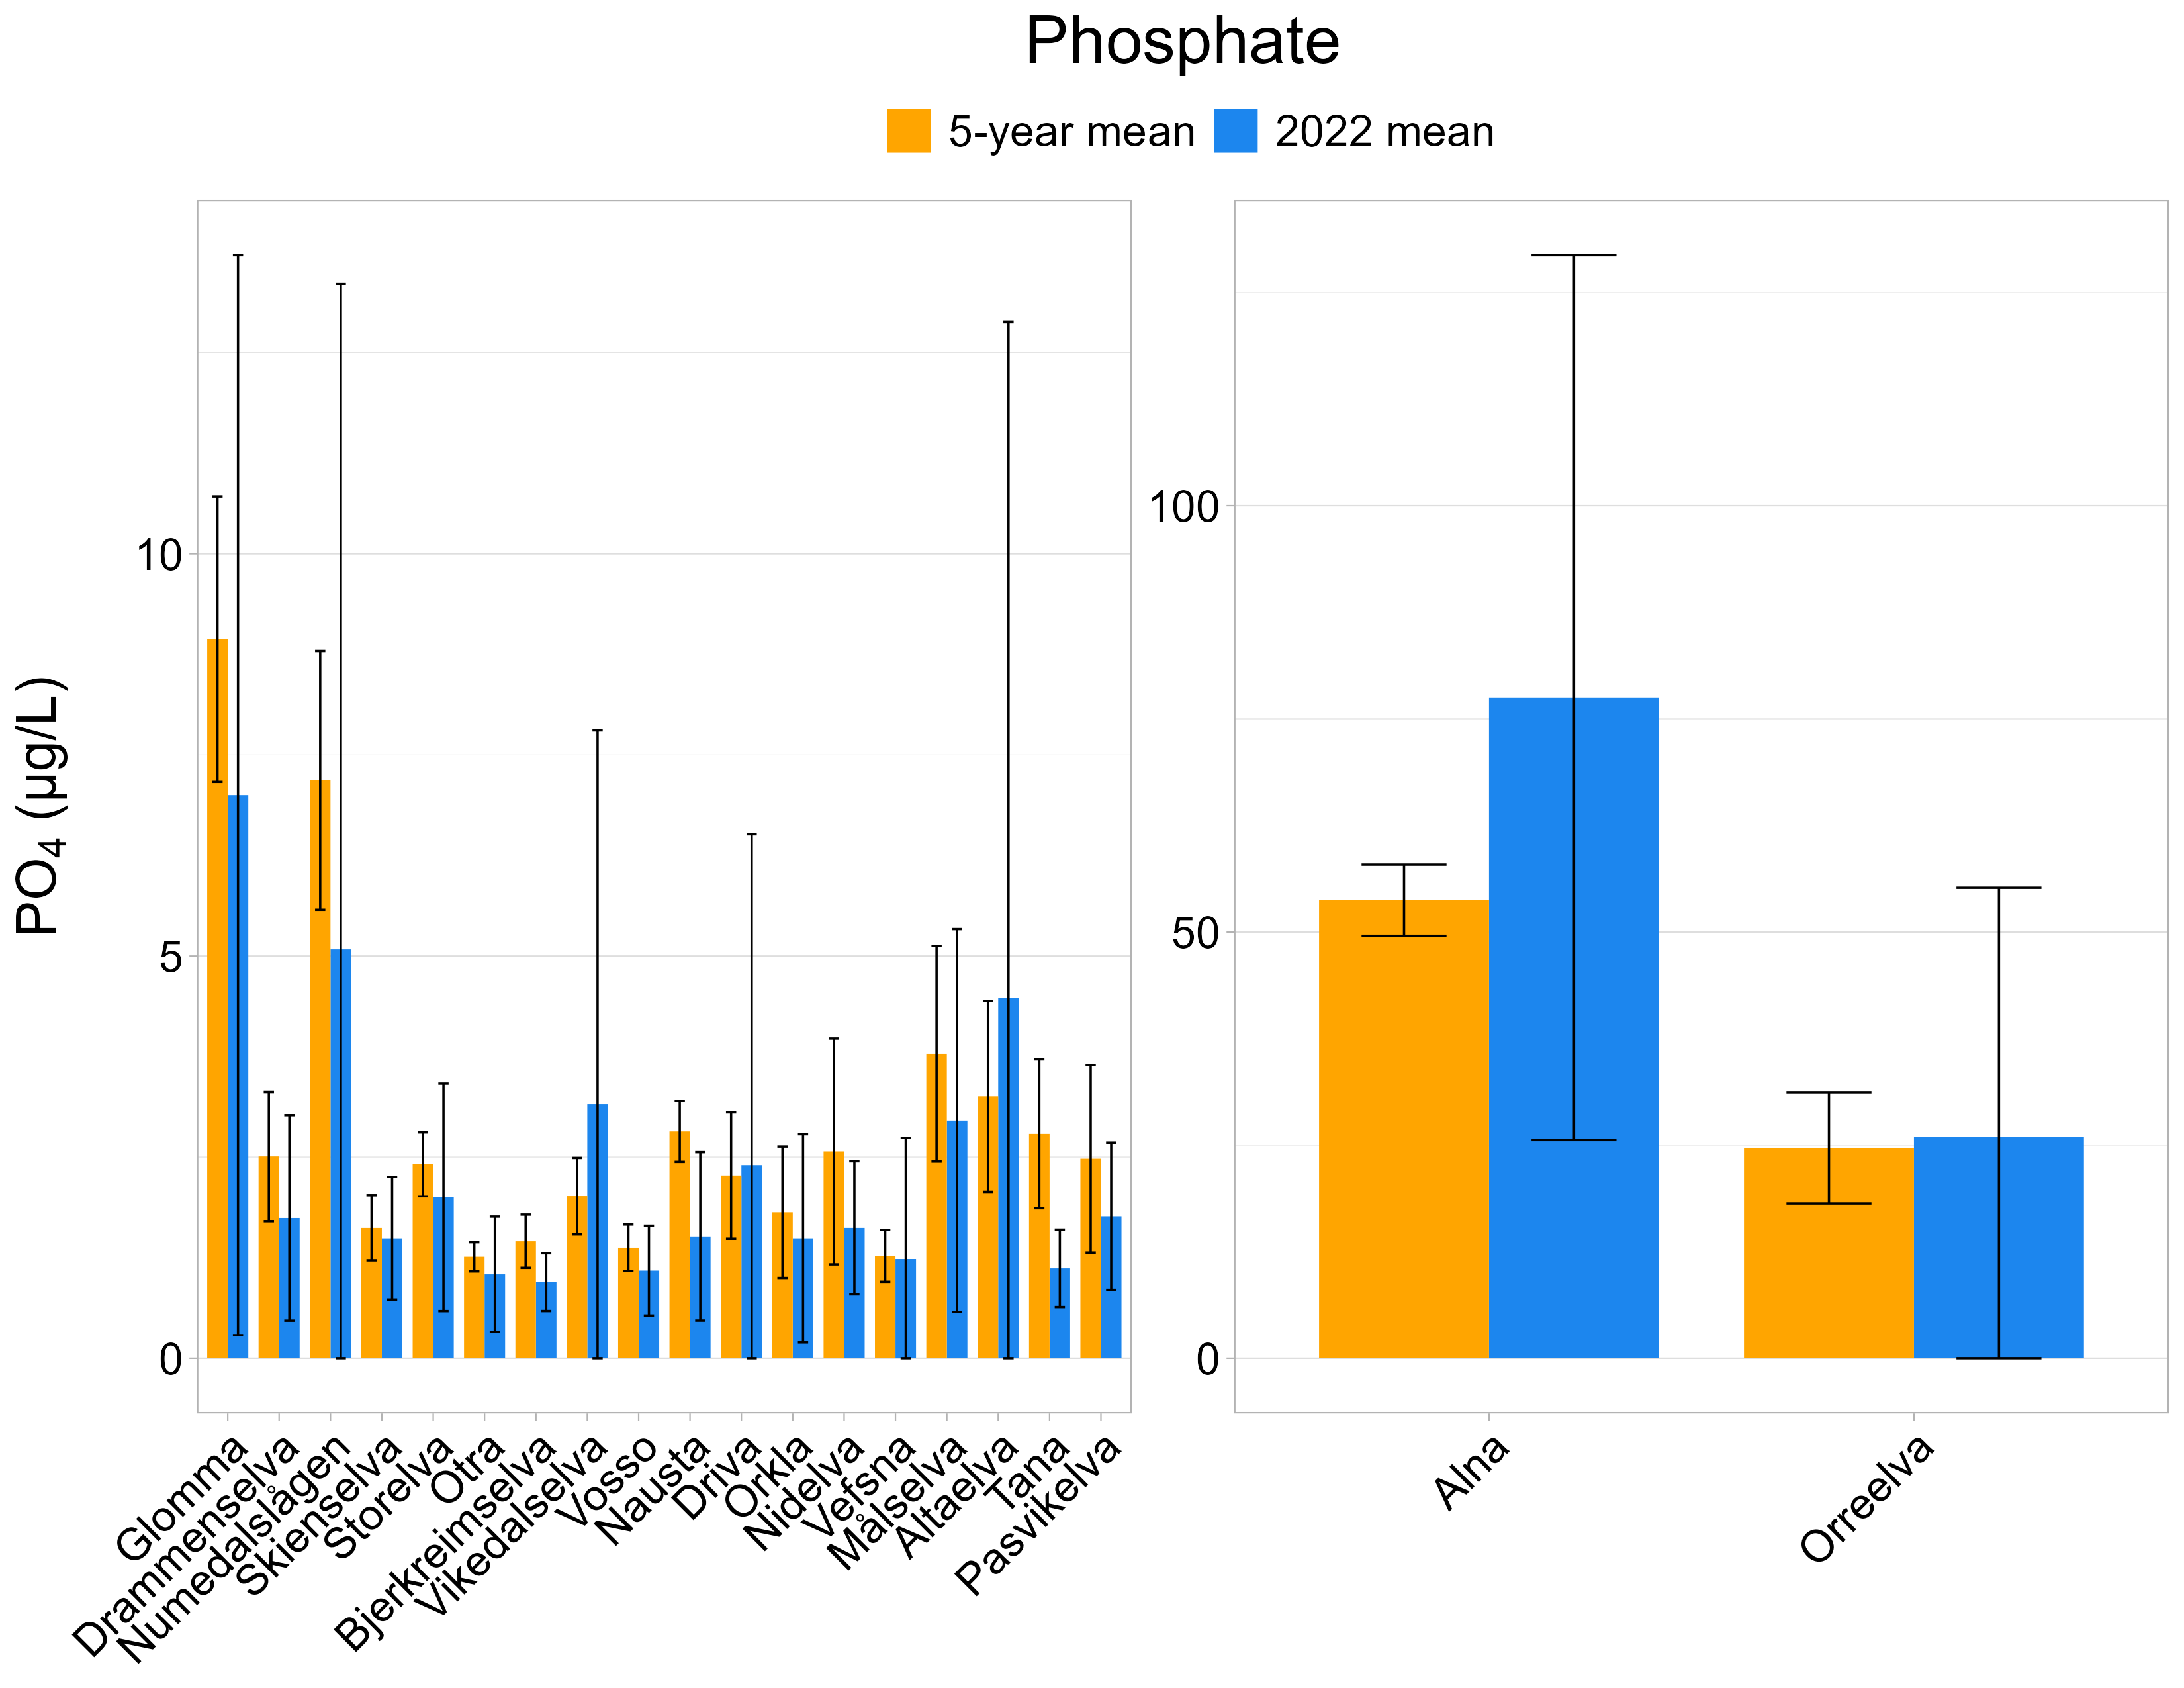 Phosphate
5-year mean 2022 mean
PO₄ (µg/L)
10
5
0
100
50
0
Glomma
Drammenselva
Numedalslågen
Skienselva
Storelva
Otra
Bjerkreimselva
Vikedalselva
Vosso
Nausta
Driva
Orkla
Nidelva
Vefsna
Målselva
Altaelva
Tana
Pasvikelva
Alna
Orreelva